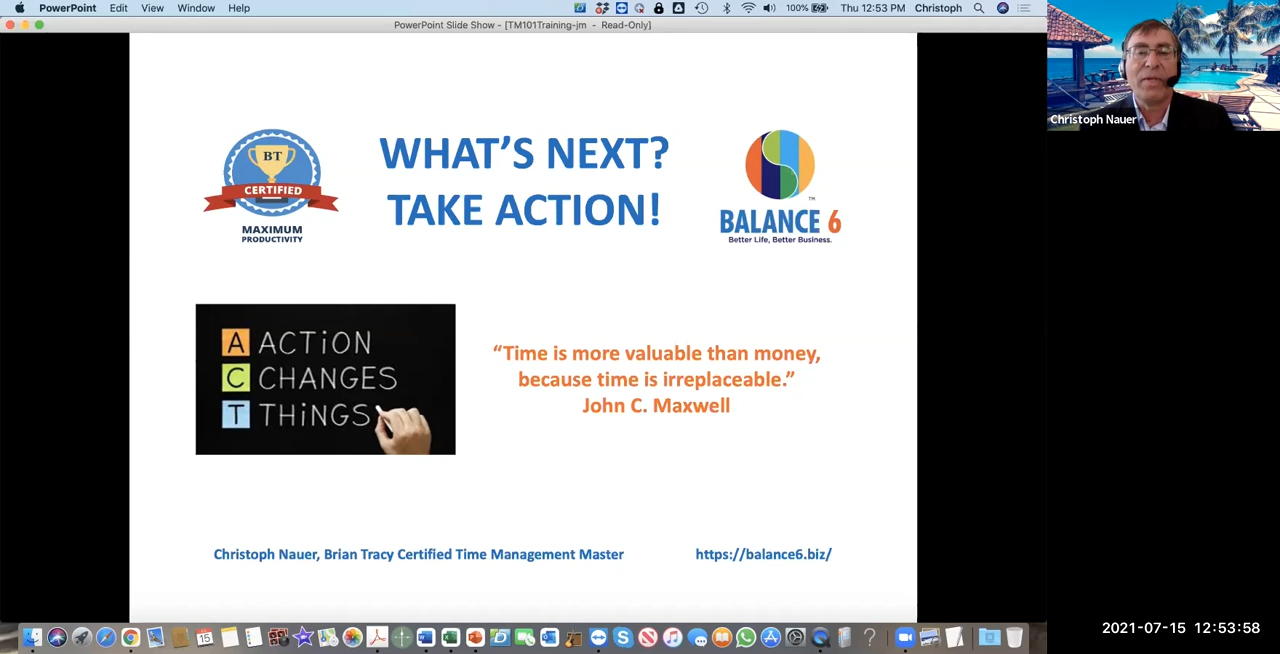 PowerPoint Edit View Window Help
100% Thu 12:53 PM Christoph
PowerPoint Slide Show - [TM101Training-jm - Read-Only]
Christoph Nauer
BT
CERTIFIED
MAXIMUM
PRODUCTIVITY
WHAT'S NEXT?
TAKE ACTION!
TM
BALANCE 6
Better Life, Better Business.
A ACTiON
C CHANGES
T THiNGS
“Time is more valuable than money,
because time is irreplaceable.”
John C. Maxwell
Christoph Nauer, Brian Tracy Certified Time Management Master
https://balance6.biz/
15
2021-07-15 12:53:58